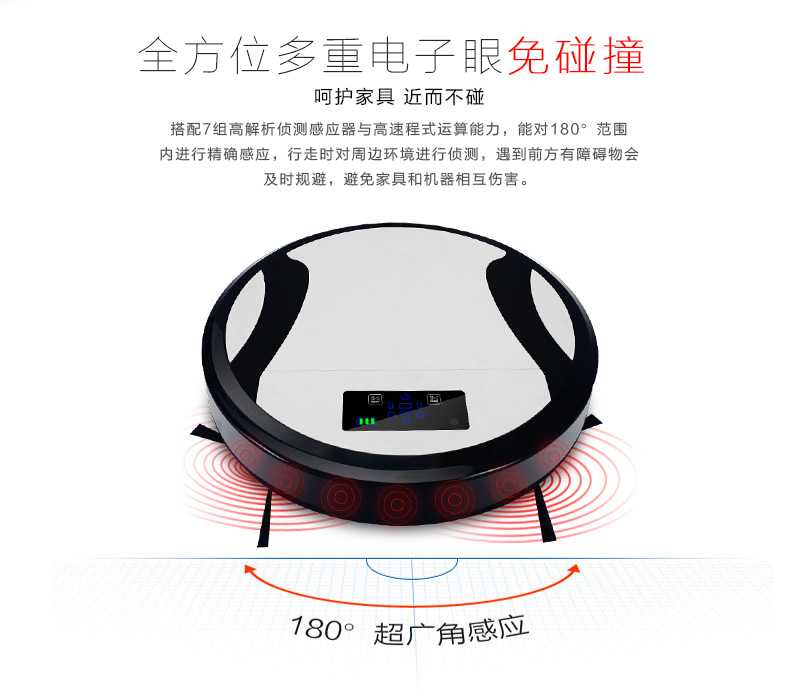 全方位多重电子眼免碰撞
呵护家具 近而不碰
搭配7组高解析侦测感应器与高速程式运算能力，能对180°范围
内进行精确感应，行走时对周边环境进行侦测，遇到前方有障碍物会
及时规避，避免家具和机器相互伤害。
180° 超广角感应